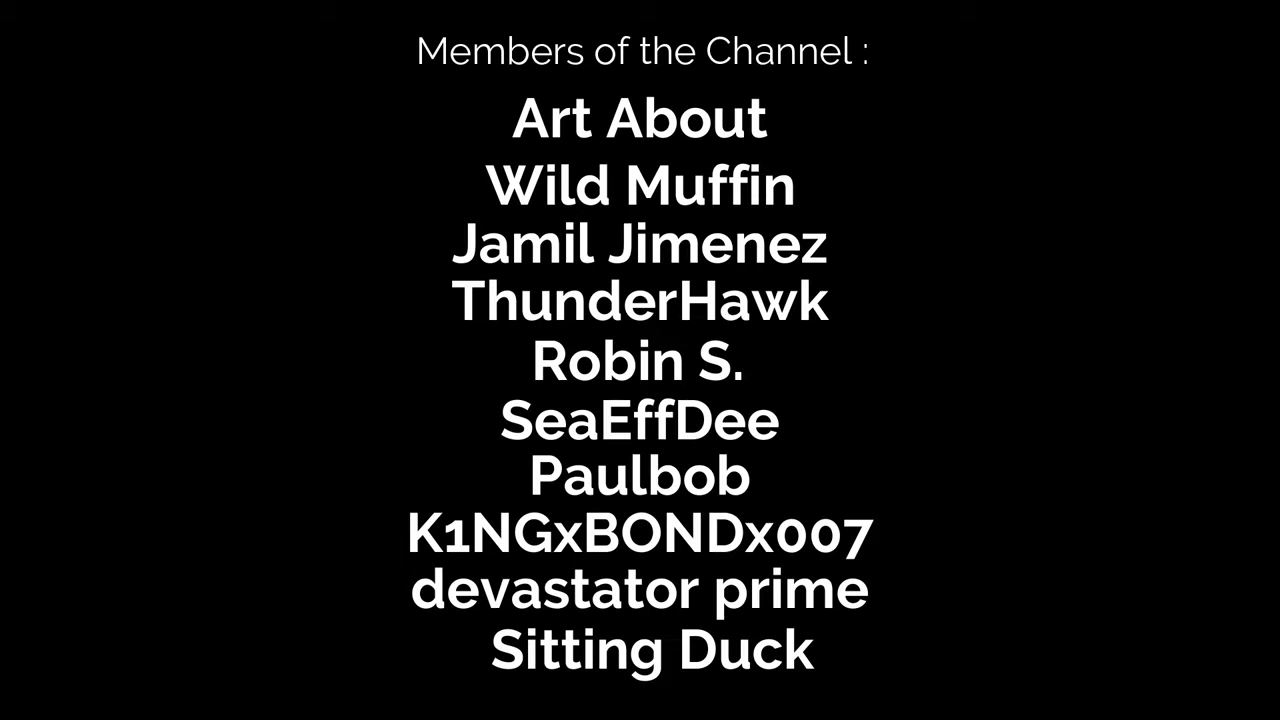 Members of the Channel :
Art About
Wild Muffin
Jamil Jimenez
ThunderHawk
Robin S.
SeaEffDee
Paulbob
K1NGxBONDx007
devastator prime
Sitting Duck